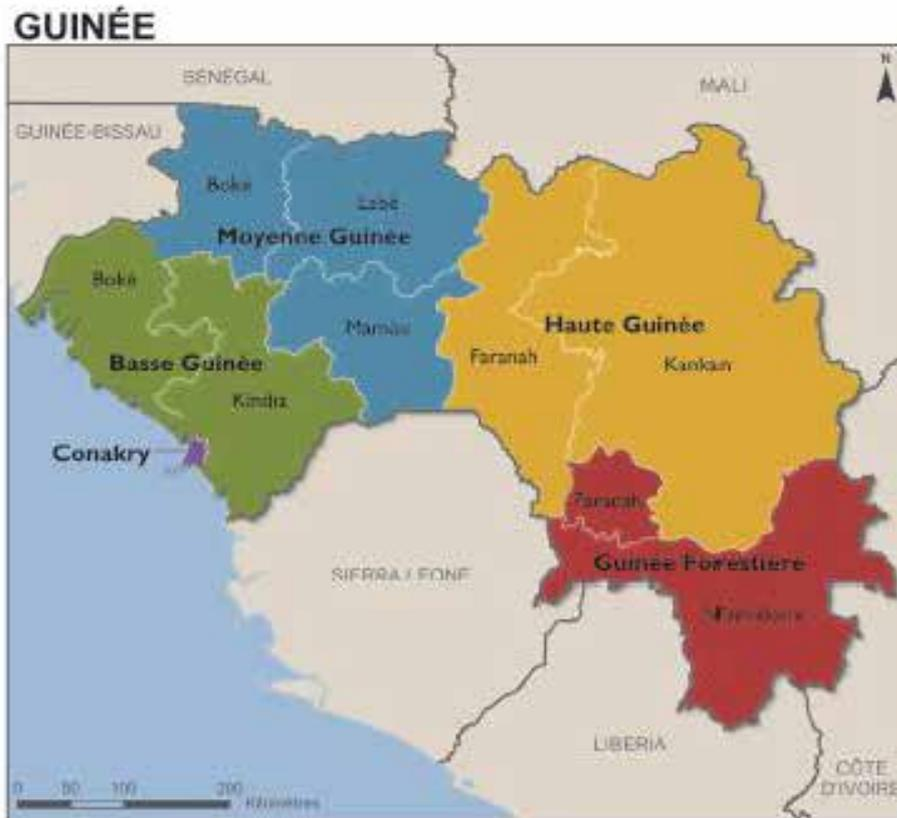 GUINÉE
N
SÉNÉGAL
MALI
GUINÉE-BISSAU
Boké
Labé
Moyenne Guinée
Boké
Mamou
Haute Guinée
Basse Guinée
Faranah
Kankan
Kindia
Conakry
Faranah
Guinée Forestière
SIERRA LEONE
LIBERIA
CÔTE
D'IVOIRE
0 50 100 200
Kilomètres